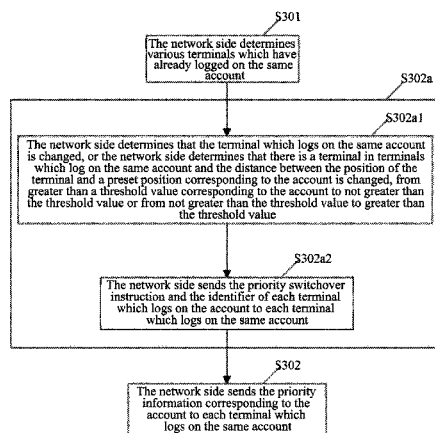 S301
The network side determines
various terminals which have
already logged on the same
account
S302a
S302a1
The network side determines that the terminal which logs on the same account
is changed, or the network side determines that there is a terminal in terminals
which log on the same account and the distance between the position of the
terminal and a preset position corresponding to the account is changed, from
greater than a threshold value corresponding to the account to not greater than
the threshold value or from not greater than the threshold value to greater than
the threshold value
S302a2
The network side sends the priority switchover
instruction and the identifier of each terminal
which logs on the account to each terminal
which logs on the same account
S302
The network side sends the priority
information corresponding to the
account to each terminal which
logs on the same account